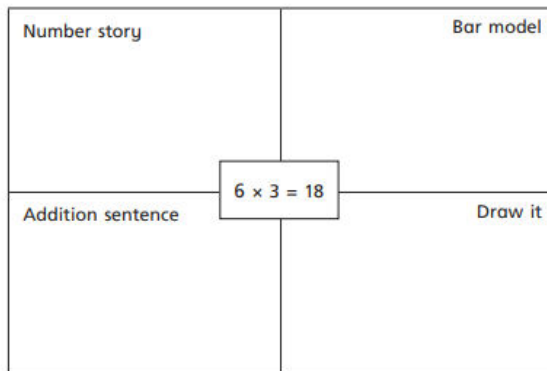 Number story
Bar model
6 × 3 = 18
Addition sentence
Draw it